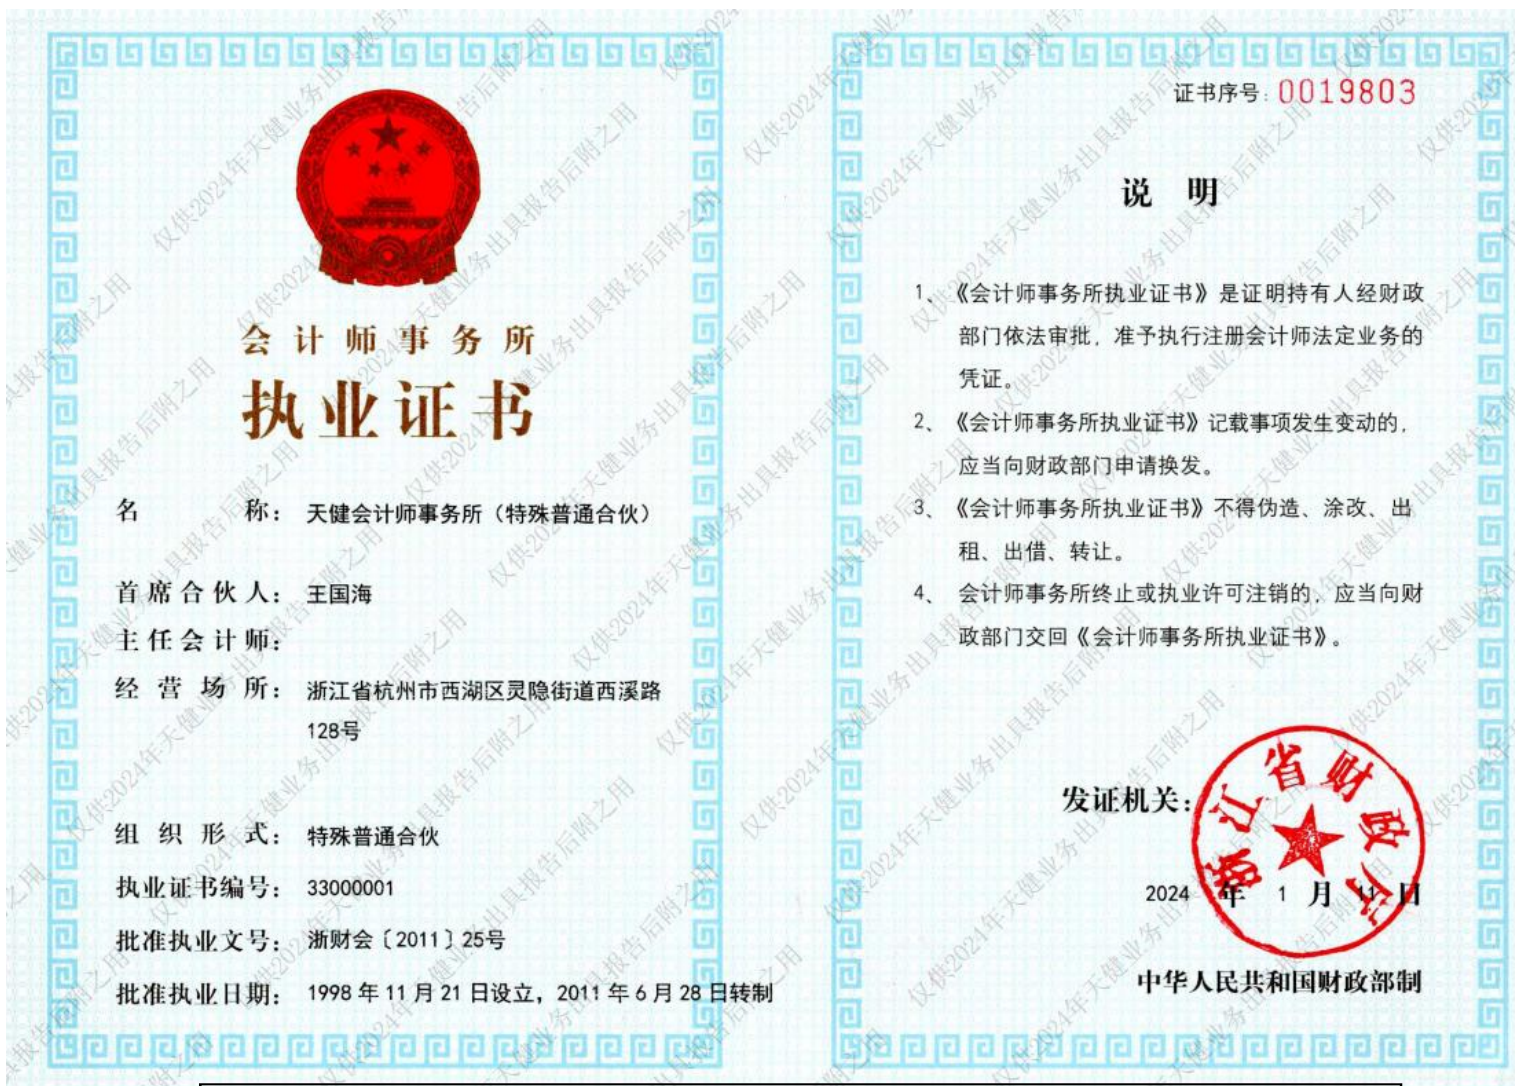 会计师事务所
执业证书
名 称： 天健会计师事务所（特殊普通合伙）
首席合伙人： 王国海
主任会计师：
经营场所： 浙江省杭州市西湖区灵隐街道西溪路
128号
组织形式： 特殊普通合伙
执业证书编号： 33000001
批准执业文号： 浙财会〔2011〕25号
批准执业日期： 1998年11月21日设立，2011年6月28日转制
证书序号：0019803
说 明
1、《会计师事务所执业证书》是证明持有人经财政
部门依法审批，准予执行注册会计师法定业务的
凭证。
2、《会计师事务所执业证书》记载事项发生变动的，
应当向财政部门申请换发。
3、《会计师事务所执业证书》不得伪造、涂改、出
租、出借、转让。
4、会计师事务所终止或执业许可注销的，应当向财
政部门交回《会计师事务所执业证书》。
发证机关：
浙江省财政厅
2024 年 1 月 11 日
中华人民共和国财政部制
仅供2024年天健业务出具报告后附之用